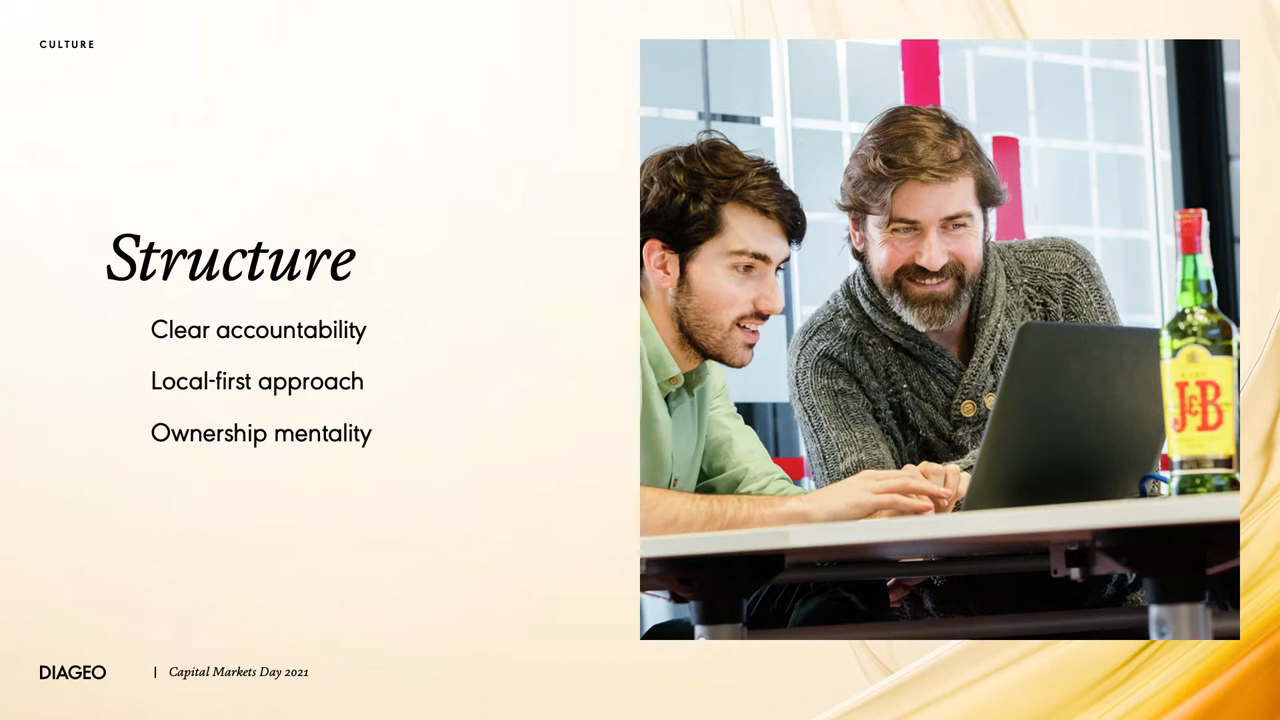 CULTURE
Structure
Clear accountability
Local-first approach
Ownership mentality
J&B
DIAGEO | Capital Markets Day 2021